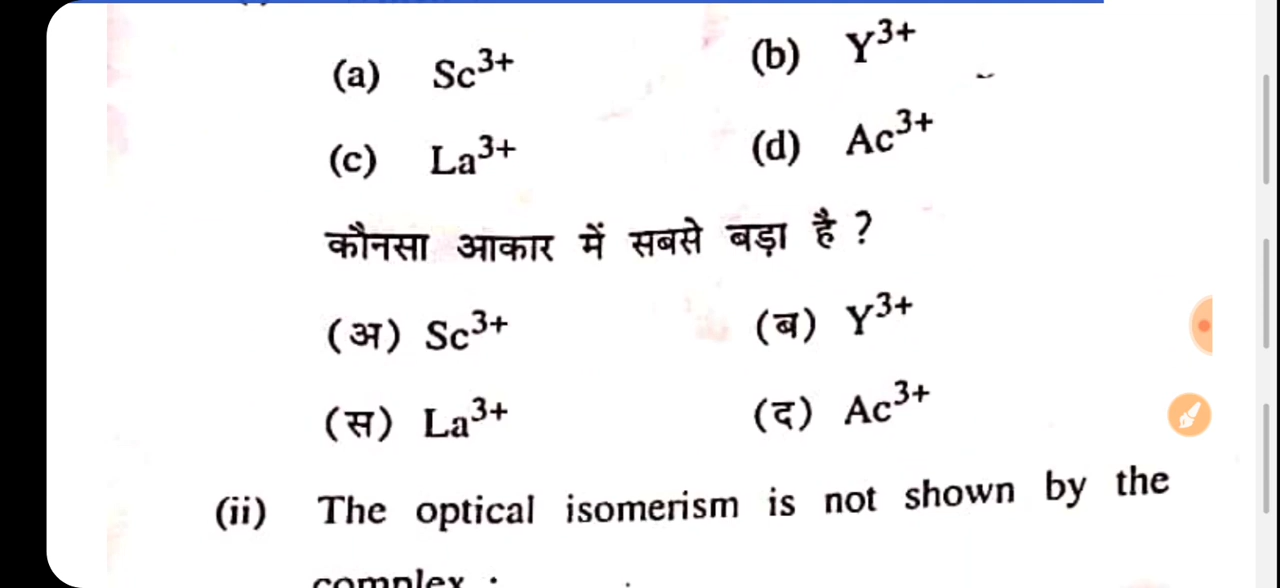 (a) Sc³⁺ (b) Y³⁺
(c) La³⁺ (d) Ac³⁺
कौनसा आकार में सबसे बड़ा है ?
(अ) Sc³⁺ (ब) Y³⁺
(स) La³⁺ (द) Ac³⁺
(ii) The optical isomerism is not shown by the
complex :